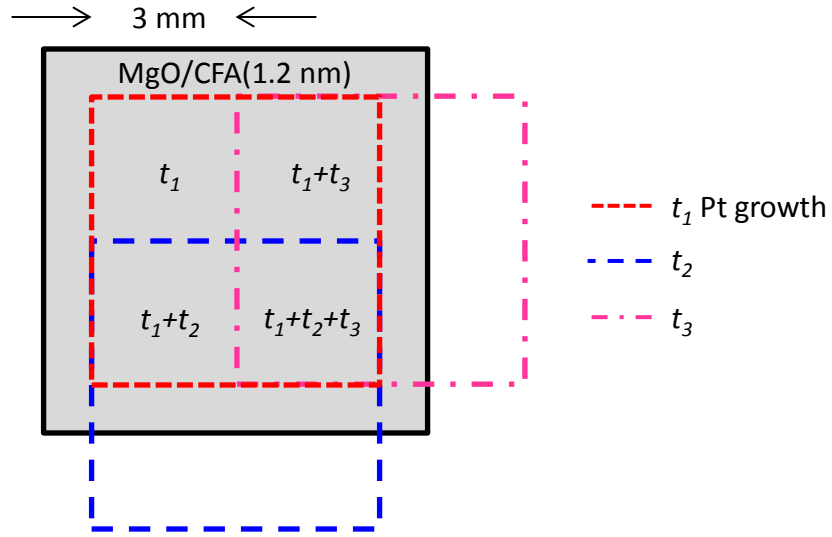 3 mm
MgO/CFA(1.2 nm)
t₁
t₁+t₃
t₁+t₂
t₁+t₂+t₃
t₁ Pt growth
t₂
t₃